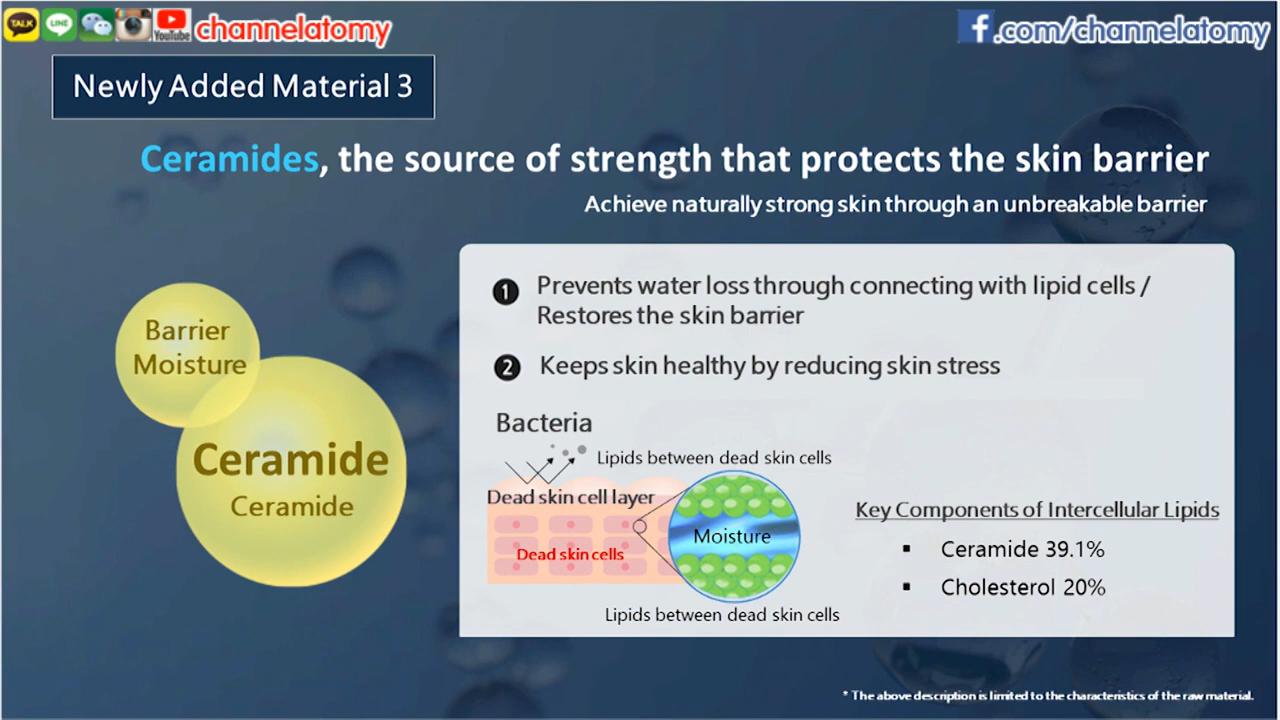 TALK
LINE
YouTube
channelatomy
f.com/channelatomy
Newly Added Material 3
Ceramides, the source of strength that protects the skin barrier
Achieve naturally strong skin through an unbreakable barrier
Barrier
Moisture
Ceramide
Ceramide
1 Prevents water loss through connecting with lipid cells /
Restores the skin barrier
2 Keeps skin healthy by reducing skin stress
Bacteria
Lipids between dead skin cells
Dead skin cell layer
Dead skin cells
Moisture
Lipids between dead skin cells
Key Components of Intercellular Lipids
▪ Ceramide 39.1%
▪ Cholesterol 20%
* The above description is limited to the characteristics of the raw material.